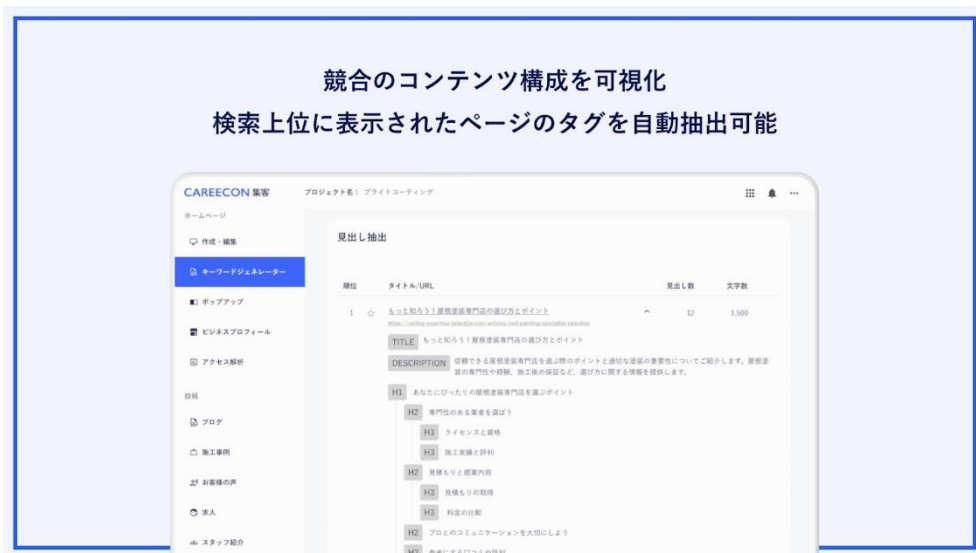 競合のコンテンツ構成を可視化
検索上位に表示されたページのタグを自動抽出可能
CAREECON 集客
プロジェクト名： ブライトコーティング
ホームページ
作成・編集
キーワードジェネレーター
ポップアップ
ビジネスプロフィール
アクセス解析
投稿
ブログ
施工事例
お客様の声
求人
スタッフ紹介
見出し抽出
順位 タイトル/URL 見出し数 文字数
1 もっと知ろう！屋根塗装専門店の選び方とポイント 12 1,500
TITLE もっと知ろう！屋根塗装専門店の選び方とポイント
DESCRIPTION 信頼できる屋根塗装専門店を選ぶ際のポイントと適切な塗装の重要性についてご紹介します。屋根塗
装の専門性や経験、施工後の保証など、選び方に関する情報を提供します。
H1 あなたにぴったりの屋根塗装専門店を選ぶポイント
H2 専門性のある業者を選ぼう
H3 ライセンスと資格
H3 施工実績と評判
H2 見積もりと提案内容
H3 見積もりの取得
H3 料金の比較
H2 プロとのコミュニケーションを大切にしよう
H2